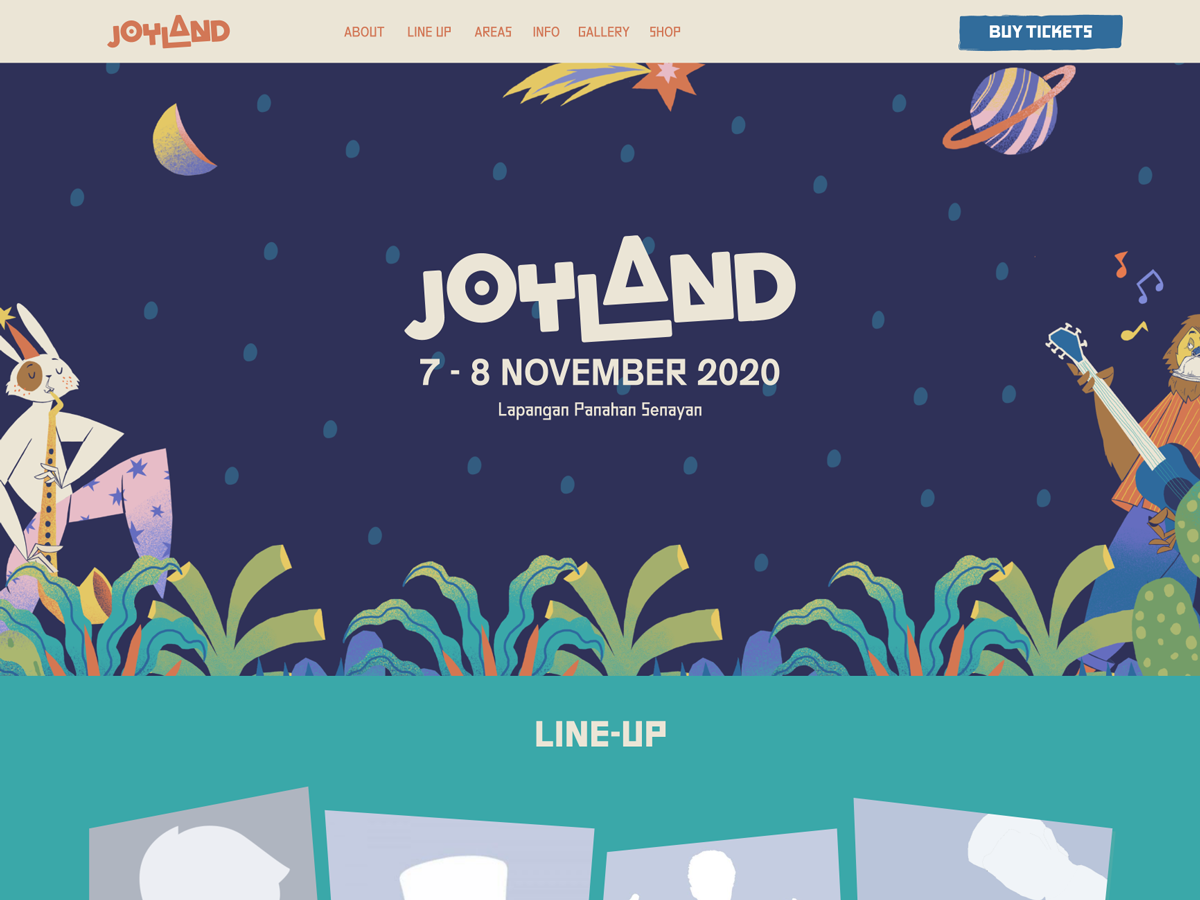 JOYLAND
ABOUT LINE UP AREAS INFO GALLERY SHOP
BUY TICKETS
JOYLAND
7 - 8 NOVEMBER 2020
Lapangan Panahan Senayan
LINE-UP